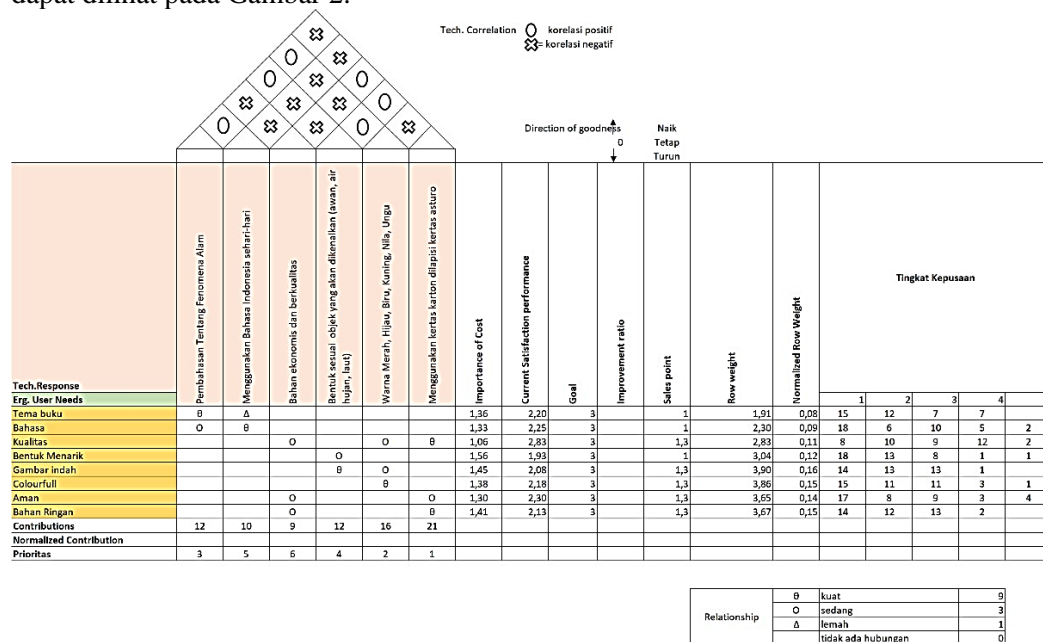 dapat dilihat pada Gambar 2.
Tech. Correlation O korelasi positif
= korelasi negatif
Direction of goodness Naik
0 Tetap
Turun
Pembahasan Tentang Fenomena Alam
Menggunakan Bahasa Indonesia sehari-hari
Bahan ekonomis dan berkualitas
Bentuk sesuai objek yang akan dikenalkan (awan, air hujan, laut)
Warna Merah, Hijau, Biru, Kuning, Nila, Ungu
Menggunakan kertas karton dilapisi kertas asturo
Importance of Cost
Current Satisfaction performance
Goal
Improvement ratio
Sales point
Row weight
Normalized Row Weight
Tingkat Kepusaan
Tech.Response
Erg. User Needs 1 2 3 4
Tema buku θ Δ 1,36 2,20 3 1 1,91 0,08 15 12 7 7
Bahasa O θ 1,33 2,25 3 1 2,30 0,09 18 6 10 5 2
Kualitas O O θ 1,06 2,83 3 1,3 2,83 0,11 8 10 9 12 2
Bentuk Menarik O 1,56 1,93 3 1 3,04 0,12 18 13 8 1 1
Gambar indah θ O 1,45 2,08 3 1,3 3,90 0,16 14 13 13 1
Colourfull θ 1,38 2,18 3 1,3 3,86 0,15 15 11 11 3 1
Aman O O 1,30 2,30 3 1,3 3,65 0,14 17 8 9 3 4
Bahan Ringan O θ 1,41 2,13 3 1,3 3,67 0,15 14 12 13 2
Contributions 12 10 9 12 16 21
Normalized Contribution
Prioritas 3 5 6 4 2 1
Relationship
θ kuat 9
O sedang 3
Δ lemah 1
tidak ada hubungan 0